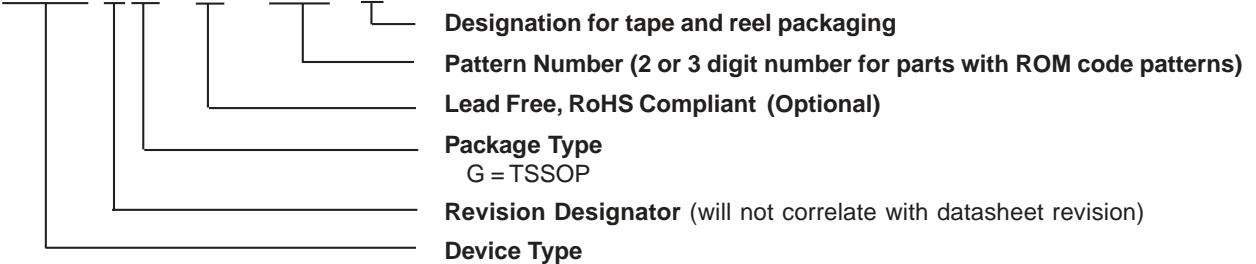 Designation for tape and reel packaging
Pattern Number (2 or 3 digit number for parts with ROM code patterns)
Lead Free, RoHS Compliant (Optional)
Package Type
G = TSSOP
Revision Designator (will not correlate with datasheet revision)
Device Type